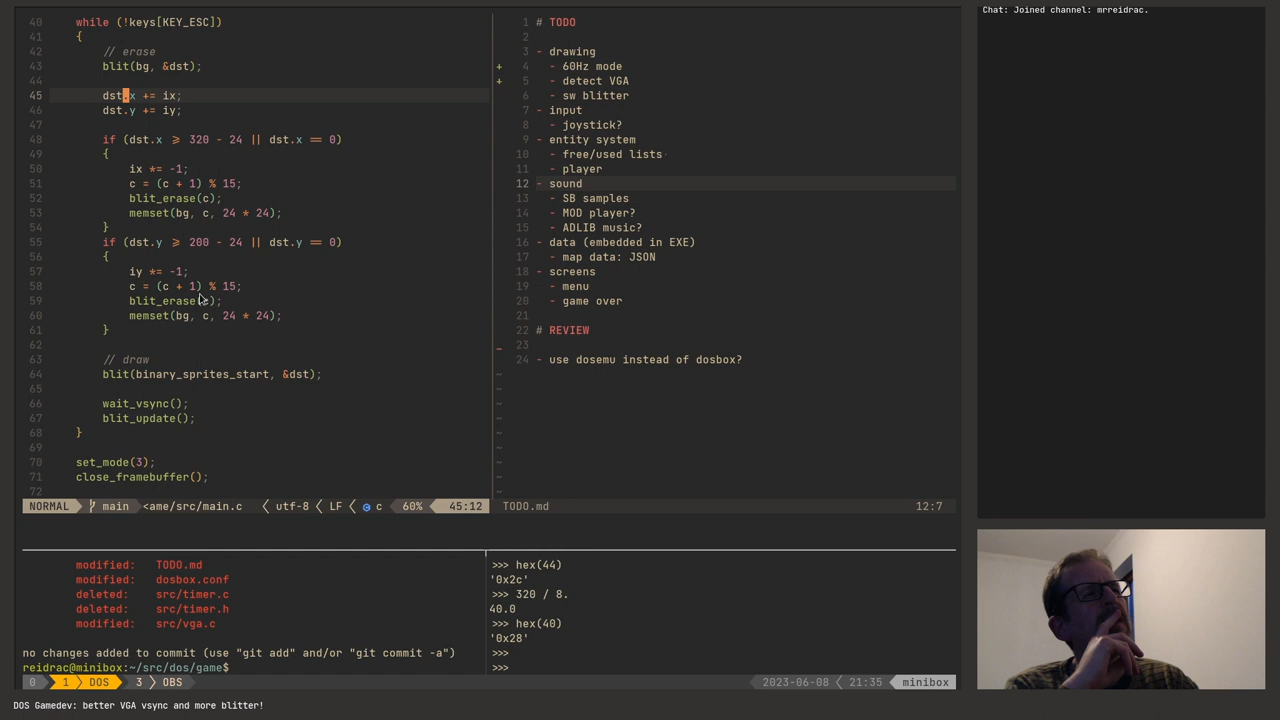 40 while (!keys[KEY_ESC])
41 {
42 // erase
43 blit(bg, &dst);
44
45 dst.x += ix;
46 dst.y += iy;
47
48 if (dst.x >= 320 - 24 || dst.x == 0)
49 {
50 ix *= -1;
51 c = (c + 1) % 15;
52 blit_erase(c);
53 memset(bg, c, 24 * 24);
54 }
55 if (dst.y >= 200 - 24 || dst.y == 0)
56 {
57 iy *= -1;
58 c = (c + 1) % 15;
59 blit_erase(c);
60 memset(bg, c, 24 * 24);
61 }
62
63 // draw
64 blit(binary_sprites_start, &dst);
65
66 wait_vsync();
67 blit_update();
68 }
69
70 set_mode(3);
71 close_framebuffer();
72
NORMAL main <ame/src/main.c utf-8 LF c 60% 45:12
1 # TODO
2
3 - drawing
+ 4 - 60Hz mode
+ 5 - detect VGA
6 - sw blitter
7 - input
8 - joystick?
9 - entity system
10 - free/used lists
11 - player
12 - sound
13 - SB samples
14 - MOD player?
15 - ADLIB music?
16 - data (embedded in EXE)
17 - map data: JSON
18 - screens
19 - menu
20 - game over
21
22 # REVIEW
_ 23
24 - use dosemu instead of dosbox?
~
~
~
~
~
~
~
~
TODO.md 12:7
modified: TODO.md
modified: dosbox.conf
deleted: src/timer.c
deleted: src/timer.h
modified: src/vga.c
no changes added to commit (use "git add" and/or "git commit -a")
reidrac@minibox:~/src/dos/game$
>>> hex(44)
'0x2c'
>>> 320 / 8.
40.0
>>> hex(40)
'0x28'
>>>
>>>
0 1 DOS 3 OBS 2023-06-08 21:35 minibox
Chat: Joined channel: mrreidrac.
DOS Gamedev: better VGA vsync and more blitter!